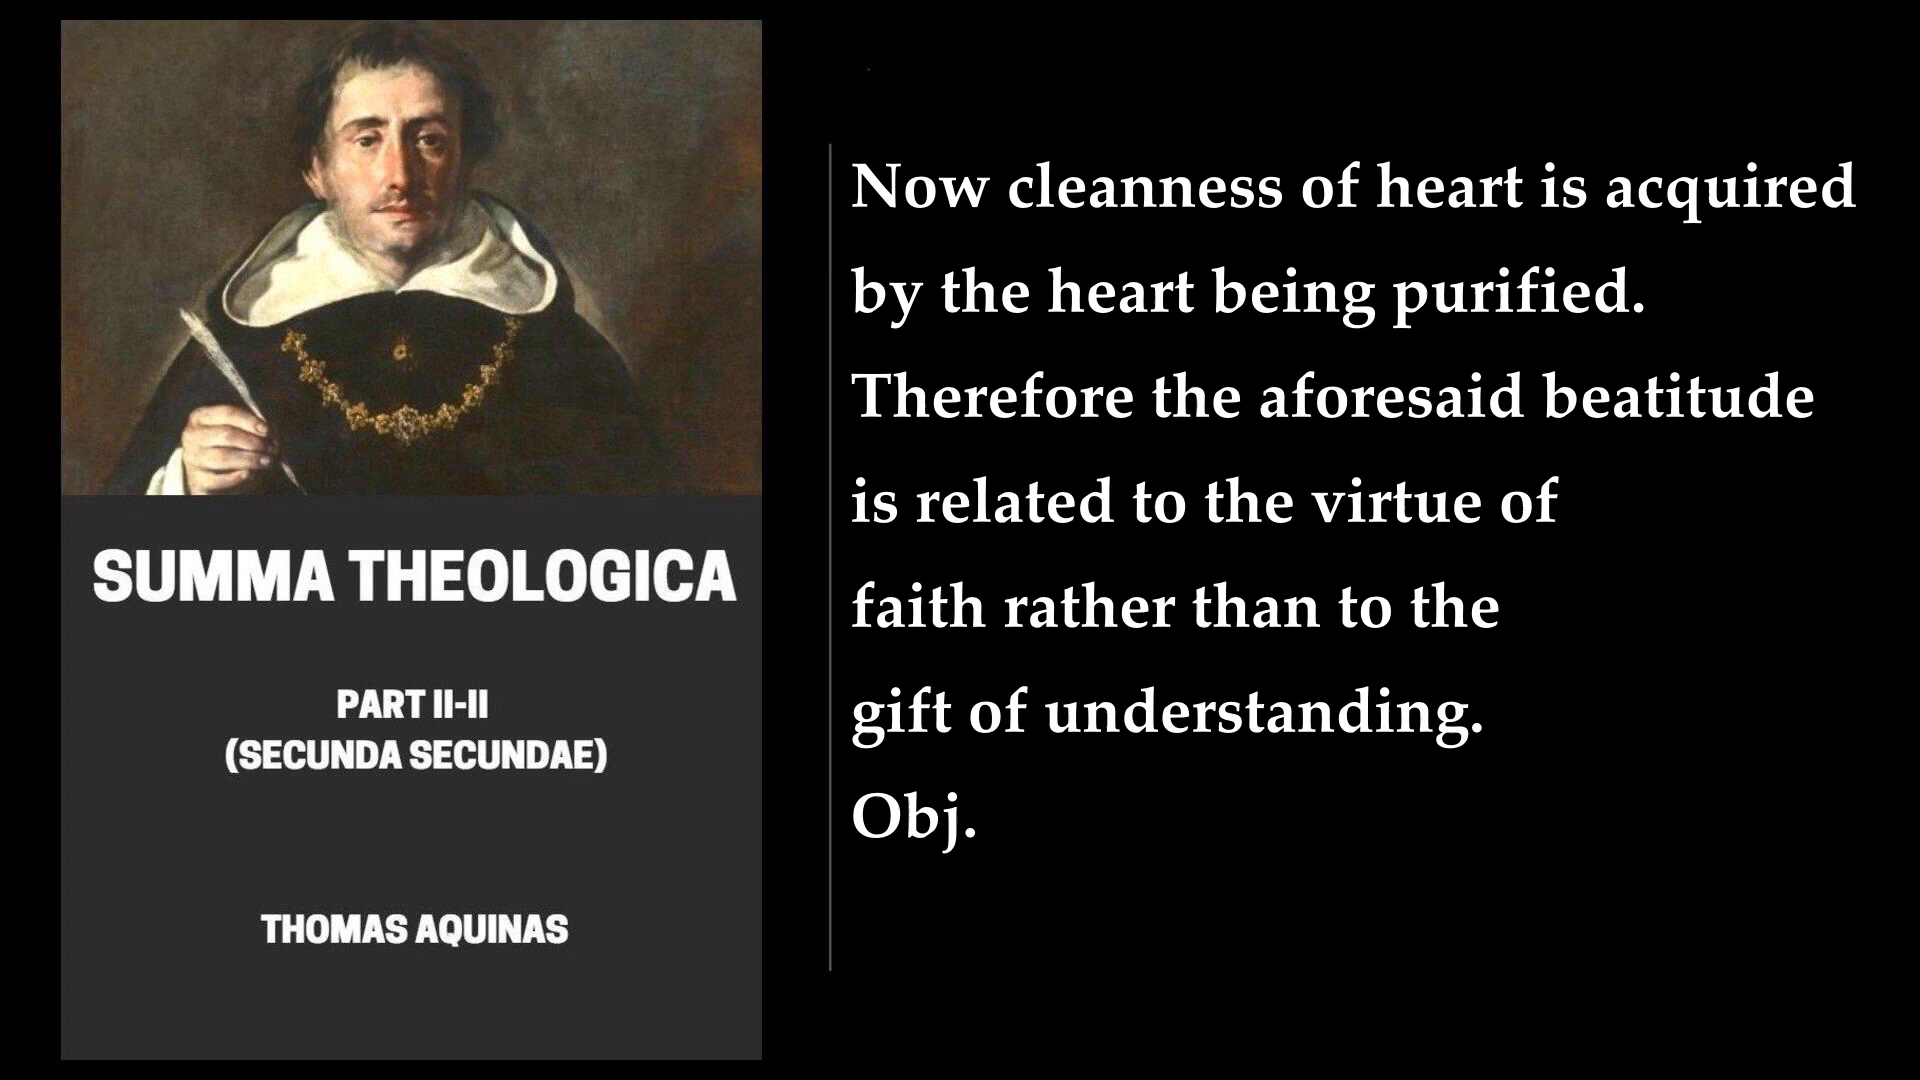 SUMMA THEOLOGICA
PART II-II
(SECUNDA SECUNDAE)
THOMAS AQUINAS
Now cleanness of heart is acquired
by the heart being purified.
Therefore the aforesaid beatitude
is related to the virtue of
faith rather than to the
gift of understanding.
Obj.